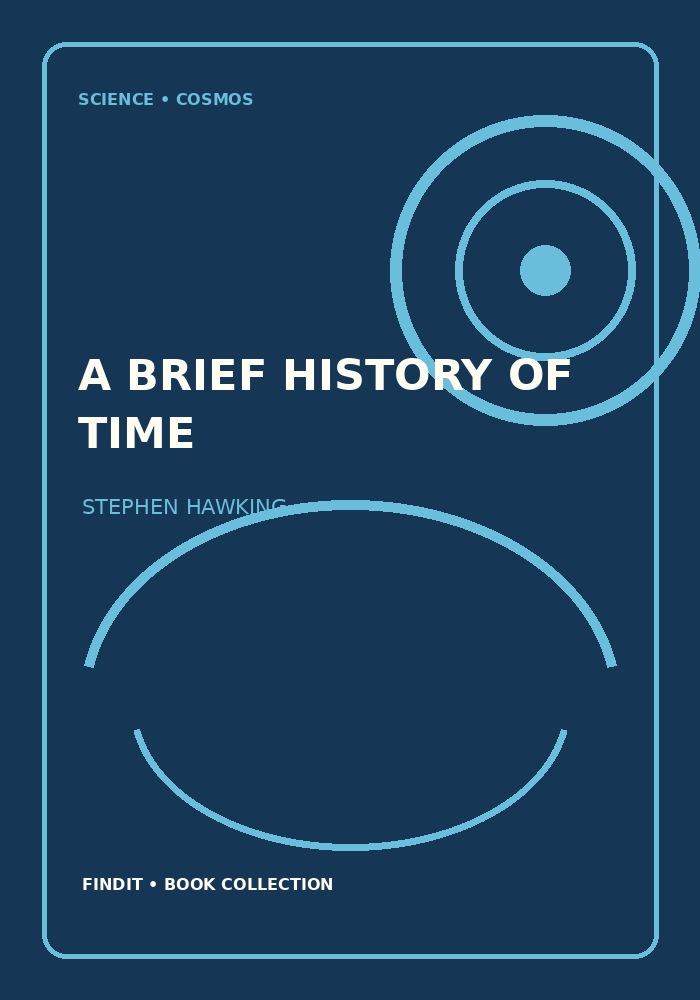 SCIENCE • COSMOS
A BRIEF HISTORY OF
TIME
STEPHEN HAWKING
FINDIT • BOOK COLLECTION